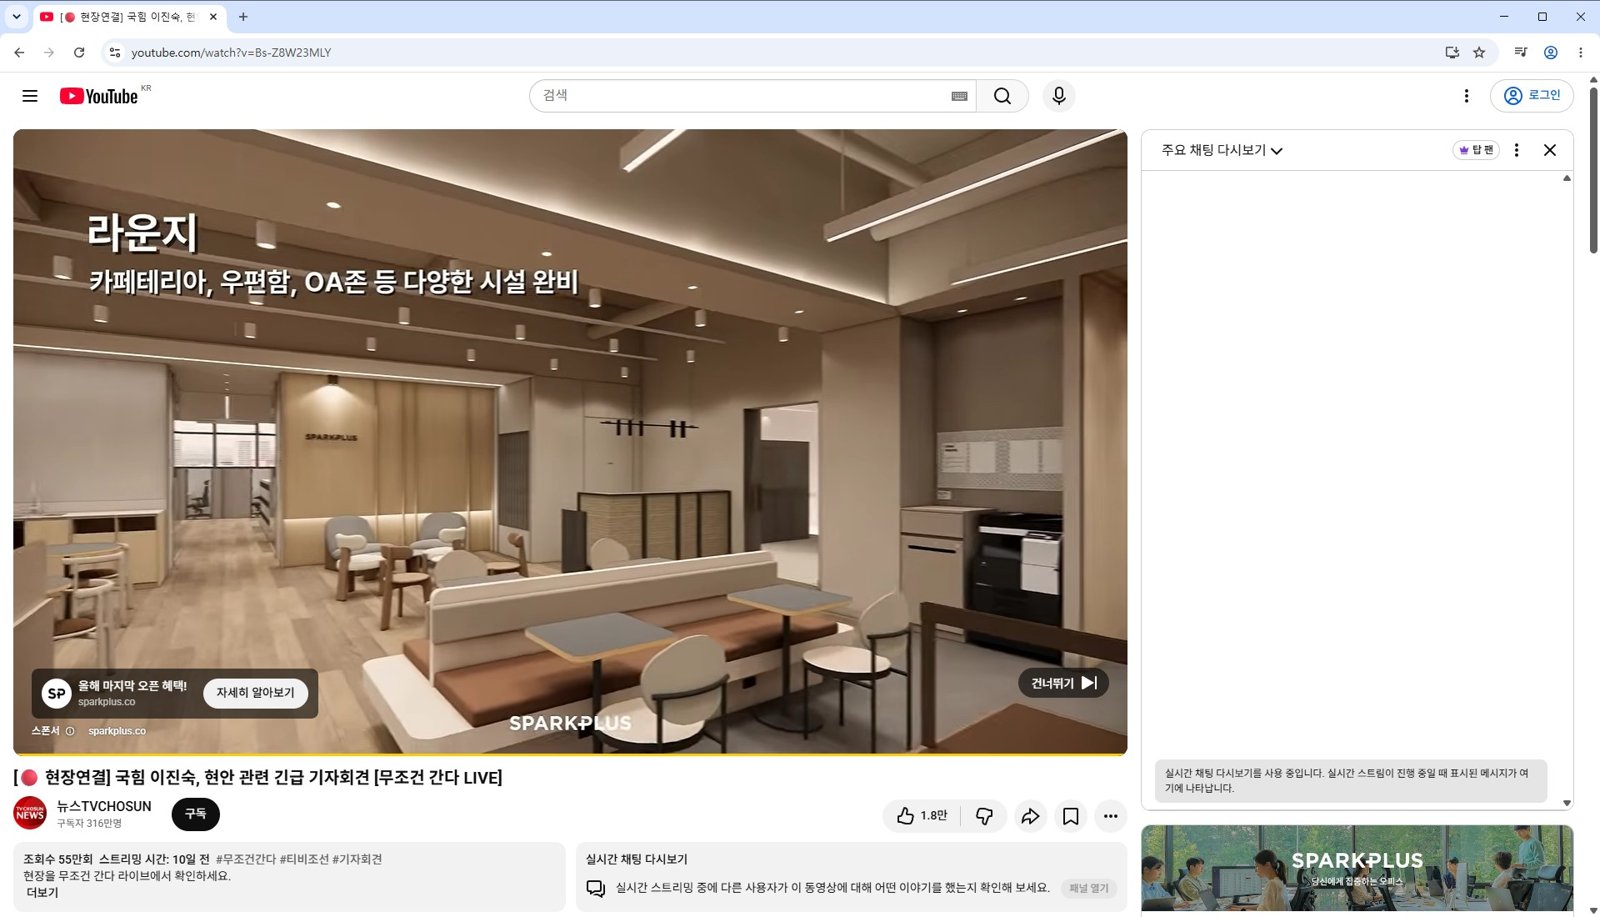 [🔴 현장연결] 국힘 이진숙, 현
youtube.com/watch?v=Bs-Z8W23MLY
YouTube KR
검색
로그인
라운지
카페테리아, 우편함, OA존 등 다양한 시설 완비
SPARKPLUS
SP
올해 마지막 오픈 혜택!
sparkplus.co
자세히 알아보기
건너뛰기
스폰서
sparkplus.co
SPARKPLUS
주요 채팅 다시보기
탑 팬
실시간 채팅 다시보기를 사용 중입니다. 실시간 스트림이 진행 중일 때 표시된 메시지가 여
기에 나타납니다.
[🔴 현장연결] 국힘 이진숙, 현안 관련 긴급 기자회견 [무조건 간다 LIVE]
TVCHOSUN
NEWS
뉴스TVCHOSUN
구독자 316만명
구독
1.8만
조회수 55만회 스트리밍 시간: 10일 전 #무조건간다 #티비조선 #기자회견
현장을 무조건 간다 라이브에서 확인하세요.
더보기
실시간 채팅 다시보기
실시간 스트리밍 중에 다른 사용자가 이 동영상에 대해 어떤 이야기를 했는지 확인해 보세요.
패널 열기
SPARKPLUS
당신에게 집중하는 오피스